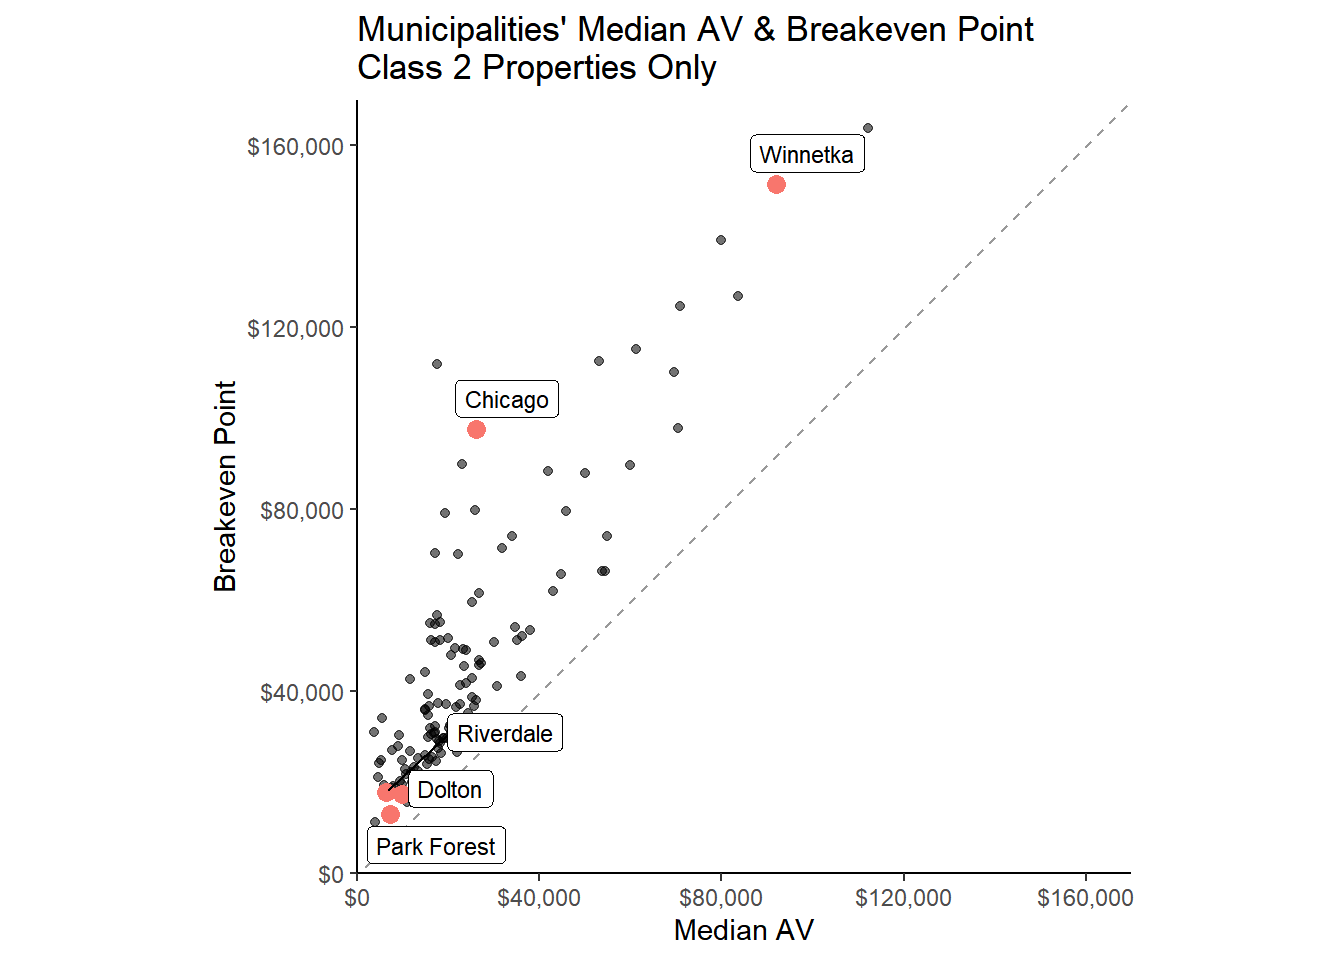 Municipalities' Median AV & Breakeven Point
Class 2 Properties Only
Breakeven Point
$160,000
$120,000
$80,000
$40,000
$0
Winnetka
Chicago
Riverdale
Dolton
Park Forest
$0
$40,000
$80,000
$120,000
$160,000
Median AV